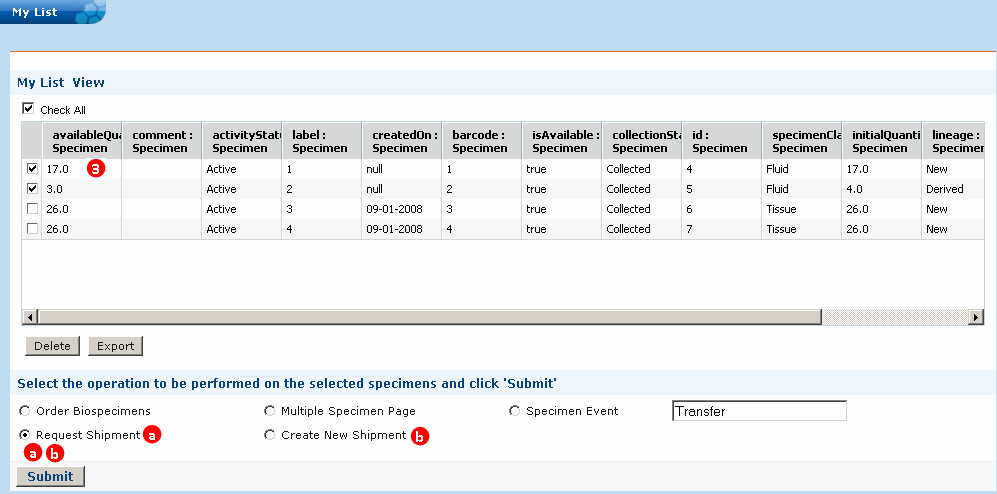 My List
My List View
Check All
availableQua comment : activityStat label : createdOn : barcode : isAvailable : collectionSta id : specimenCla initialQuanti lineage :
Specimen Specimen Specimen Specimen Specimen Specimen Specimen Specimen Specimen Specimen Specimen Specimen
17.0 3 Active 1 null 1 true Collected 4 Fluid 17.0 New
3.0 Active 2 null 2 true Collected 5 Fluid 4.0 Derived
26.0 Active 3 09-01-2008 3 true Collected 6 Tissue 26.0 New
26.0 Active 4 09-01-2008 4 true Collected 7 Tissue 26.0 New
Delete Export
Select the operation to be performed on the selected specimens and click 'Submit'
Order Biospecimens Multiple Specimen Page Specimen Event Transfer
Request Shipment a Create New Shipment b
a b
Submit